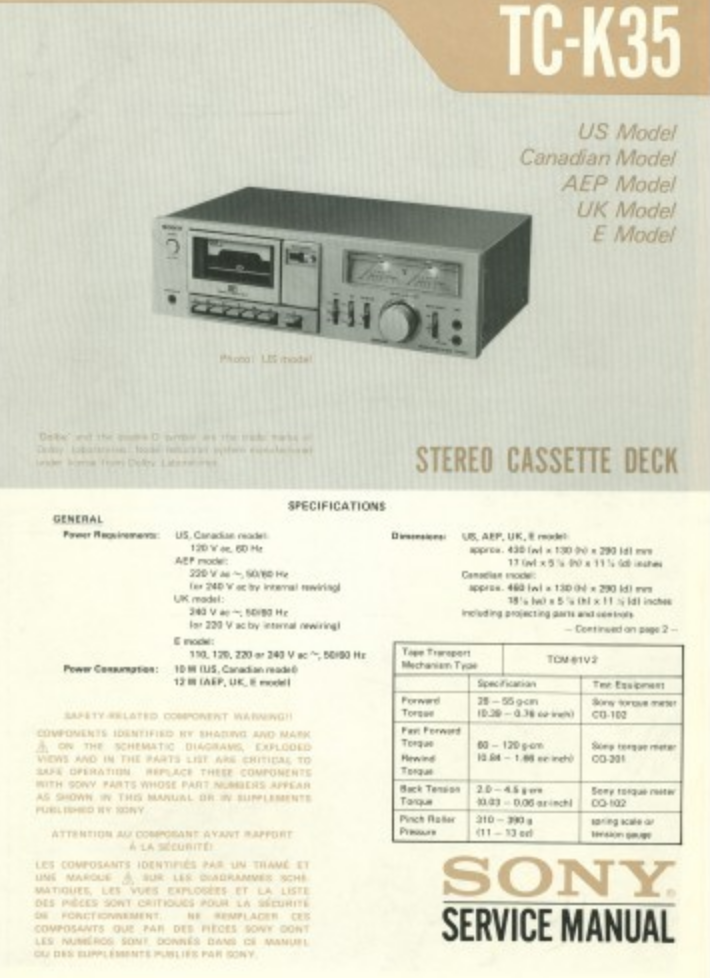 TC-K35
US Model
Canadian Model
AEP Model
UK Model
E Model
Photo: US model
'Dolby' and the double-D symbol are the trade marks of
Dolby Laboratories. Noise reduction system manufactured
under license from Dolby Laboratories.
STEREO CASSETTE DECK
SPECIFICATIONS
GENERAL
Power Requirements: US, Canadian model:
120 V ac, 60 Hz
AEP model:
220 V ac ~, 50/60 Hz
(or 240 V ac by internal rewiring)
UK model:
240 V ac ~, 50/60 Hz
(or 220 V ac by internal rewiring)
E model:
110, 120, 220 or 240 V ac ~, 50/60 Hz
Power Consumption: 10 W (US, Canadian model)
12 W (AEP, UK, E model)
SAFETY-RELATED COMPONENT WARNING!!
COMPONENTS IDENTIFIED BY SHADING AND MARK
⚠ ON THE SCHEMATIC DIAGRAMS, EXPLODED
VIEWS AND IN THE PARTS LIST ARE CRITICAL TO
SAFE OPERATION. REPLACE THESE COMPONENTS
WITH SONY PARTS WHOSE PART NUMBERS APPEAR
AS SHOWN IN THIS MANUAL OR IN SUPPLEMENTS
PUBLISHED BY SONY.
ATTENTION AU COMPOSANT AYANT RAPPORT
À LA SÉCURITÉ!
LES COMPOSANTS IDENTIFIÉS PAR UN TRAMÉ ET
UNE MARQUE ⚠ SUR LES DIAGRAMMES SCHÉ-
MATIQUES, LES VUES EXPLOSÉES ET LA LISTE
DES PIÈCES SONT CRITIQUES POUR LA SÉCURITÉ
DE FONCTIONNEMENT. NE REMPLACER CES
COMPOSANTS QUE PAR DES PIÈCES SONY DONT
LES NUMÉROS SONT DONNÉS DANS CE MANUEL
OU DES SUPPLÉMENTS PUBLIÉS PAR SONY.
Dimensions: US, AEP, UK, E model:
approx. 430 (w) x 130 (h) x 290 (d) mm
17 (w) x 5 1/8 (h) x 11 1/2 (d) inches
Canadian model:
approx. 460 (w) x 130 (h) x 290 (d) mm
18 1/8 (w) x 5 1/8 (h) x 11 1/2 (d) inches
including projecting parts and controls
— Continued on page 2 —
Tape Transport Mechanism Type TCM-81V2
Specification Test Equipment
Forward Torque 28 — 55 g·cm (0.39 — 0.76 oz·inch) Sony torque meter CQ-102
Fast Forward Torque Rewind Torque 60 — 120 g·cm (0.84 — 1.66 oz·inch) Sony torque meter CQ-201
Back Tension Torque 2.0 — 4.5 g·cm (0.03 — 0.06 oz·inch) Sony torque meter CQ-102
Pinch Roller Pressure 310 — 390 g (11 — 13 oz) spring scale or tension gauge
SONY®
SERVICE MANUAL